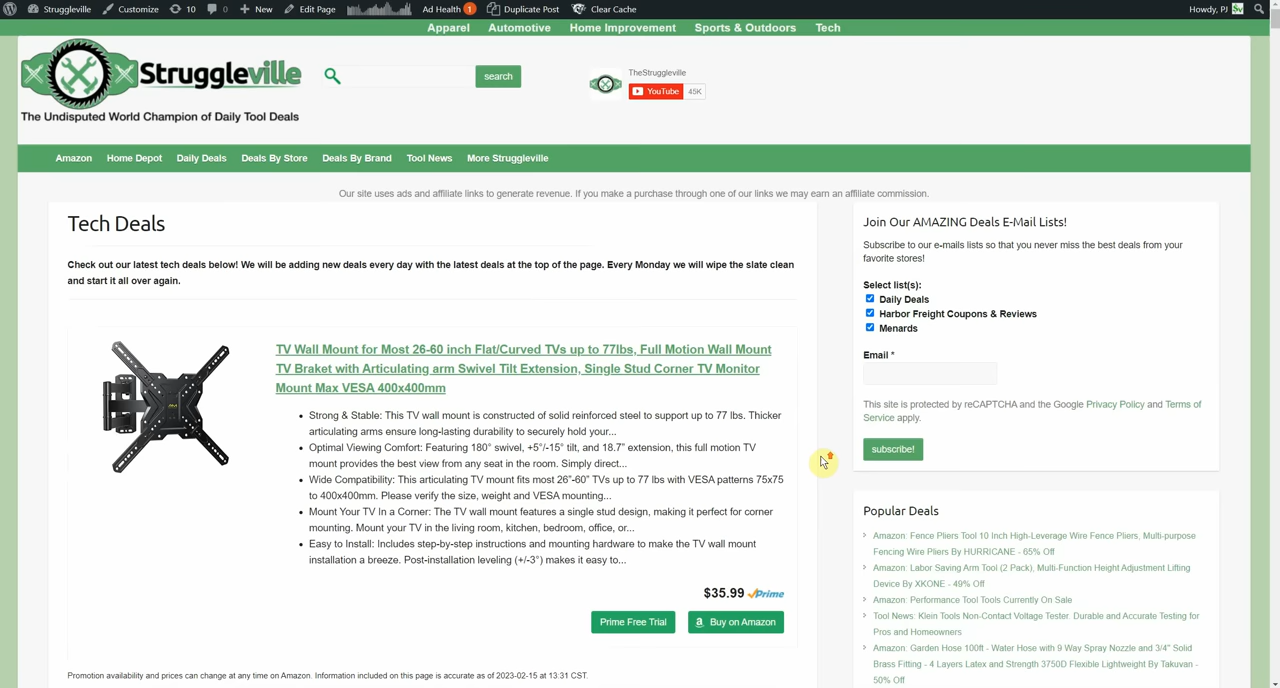 Struggleville Customize 10 0 New Edit Page Ad Health 1 Duplicate Post Clear Cache Howdy, PJ
Apparel Automotive Home Improvement Sports & Outdoors Tech
Struggleville
The Undisputed World Champion of Daily Tool Deals
search
TheStruggleville
YouTube 45K
Amazon Home Depot Daily Deals Deals By Store Deals By Brand Tool News More Struggleville
Our site uses ads and affiliate links to generate revenue. If you make a purchase through one of our links we may earn an affiliate commission.
Tech Deals
Check out our latest tech deals below! We will be adding new deals every day with the latest deals at the top of the page. Every Monday we will wipe the slate clean
and start it all over again.
TV Wall Mount for Most 26-60 inch Flat/Curved TVs up to 77lbs, Full Motion Wall Mount
TV Braket with Articulating arm Swivel Tilt Extension, Single Stud Corner TV Monitor
Mount Max VESA 400x400mm
• Strong & Stable: This TV wall mount is constructed of solid reinforced steel to support up to 77 lbs. Thicker
articulating arms ensure long-lasting durability to securely hold your...
• Optimal Viewing Comfort: Featuring 180° swivel, +5°/-15° tilt, and 18.7” extension, this full motion TV
mount provides the best view from any seat in the room. Simply direct...
• Wide Compatibility: This articulating TV mount fits most 26”-60” TVs up to 77 lbs with VESA patterns 75x75
to 400x400mm. Please verify the size, weight and VESA mounting...
• Mount Your TV In a Corner: The TV wall mount features a single stud design, making it perfect for corner
mounting. Mount your TV in the living room, kitchen, bedroom, office, or...
• Easy to Install: Includes step-by-step instructions and mounting hardware to make the TV wall mount
installation a breeze. Post-installation leveling (+/-3°) makes it easy to...
$35.99 Prime
Prime Free Trial Buy on Amazon
Promotion availability and prices can change at any time on Amazon. Information included on this page is accurate as of 2023-02-15 at 13:31 CST.
Join Our AMAZING Deals E-Mail Lists!
Subscribe to our e-mails lists so that you never miss the best deals from your
favorite stores!
Select list(s):
Daily Deals
Harbor Freight Coupons & Reviews
Menards
Email *
This site is protected by reCAPTCHA and the Google Privacy Policy and Terms of
Service apply.
subscribe!
Popular Deals
Amazon: Fence Pliers Tool 10 Inch High-Leverage Wire Fence Pliers, Multi-purpose
Fencing Wire Pliers By HURRICANE - 65% Off
Amazon: Labor Saving Arm Tool (2 Pack), Multi-Function Height Adjustment Lifting
Device By XKONE - 49% Off
Amazon: Performance Tool Tools Currently On Sale
Tool News: Klein Tools Non-Contact Voltage Tester. Durable and Accurate Testing for
Pros and Homeowners
Amazon: Garden Hose 100ft - Water Hose with 9 Way Spray Nozzle and 3/4" Solid
Brass Fitting - 4 Layers Latex and Strength 3750D Flexible Lightweight By Takuvan -
50% Off